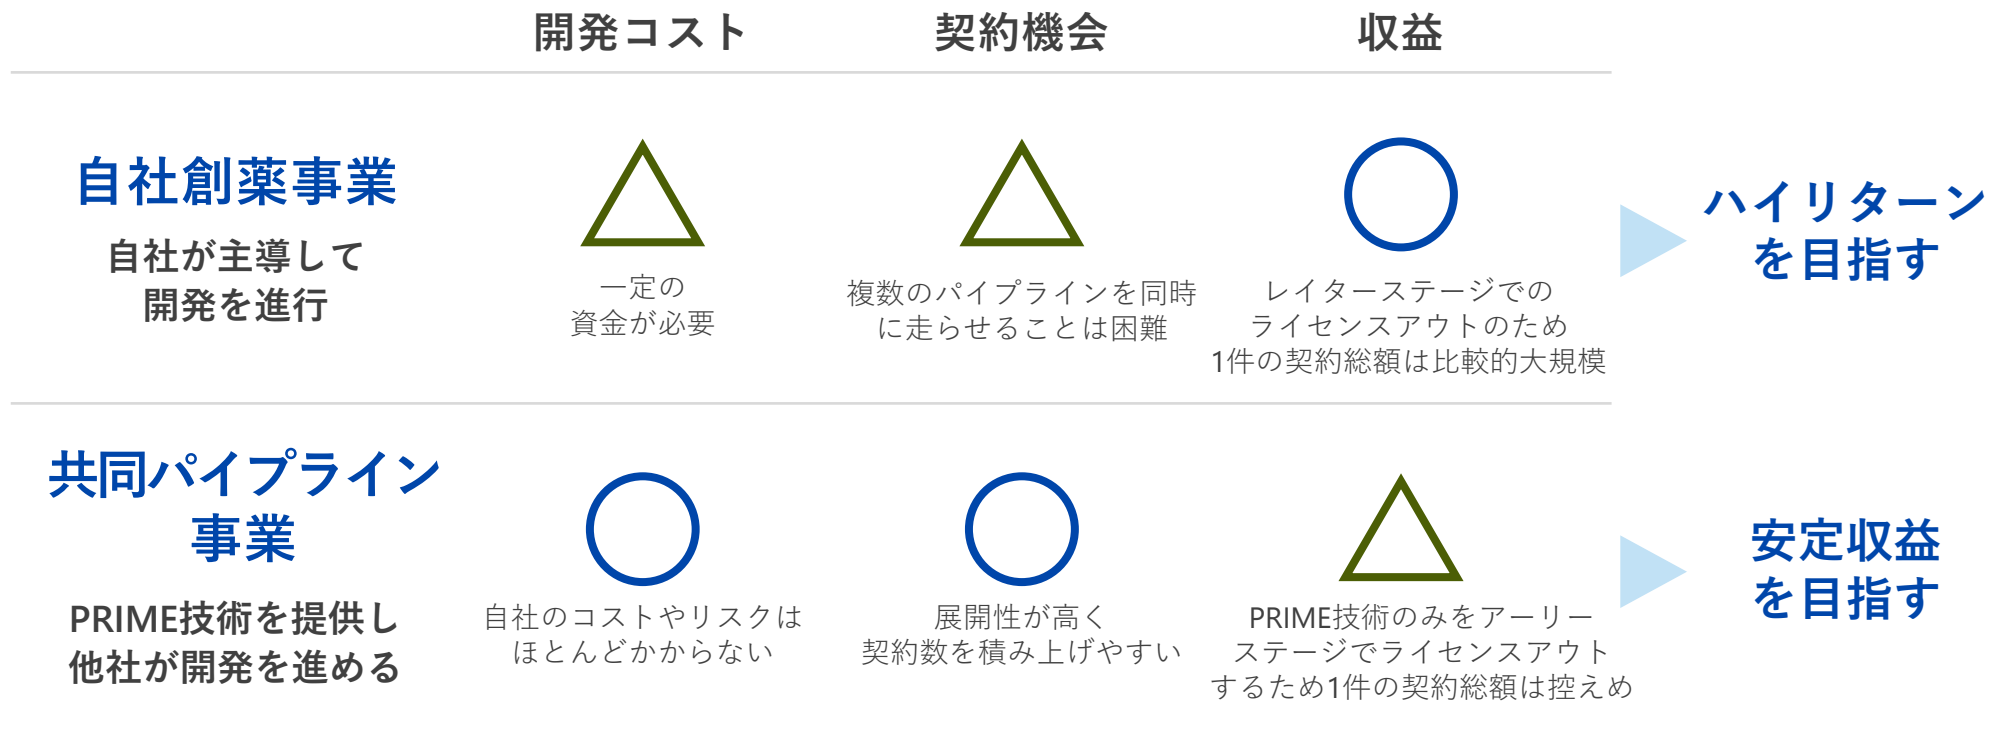 開発コスト
契約機会
収益
自社創薬事業
自社が主導して
開発を進行
一定の
資金が必要
複数のパイプラインを同時
に走らせることは困難
レイターステージでの
ライセンスアウトのため
1件の契約総額は比較的大規模
ハイリターン
を目指す
共同パイプライン
事業
PRIME技術を提供し
他社が開発を進める
自社のコストやリスクは
ほとんどかからない
展開性が高く
契約数を積み上げやすい
PRIME技術のみをアーリー
ステージでライセンスアウト
するため1件の契約総額は控えめ
安定収益
を目指す